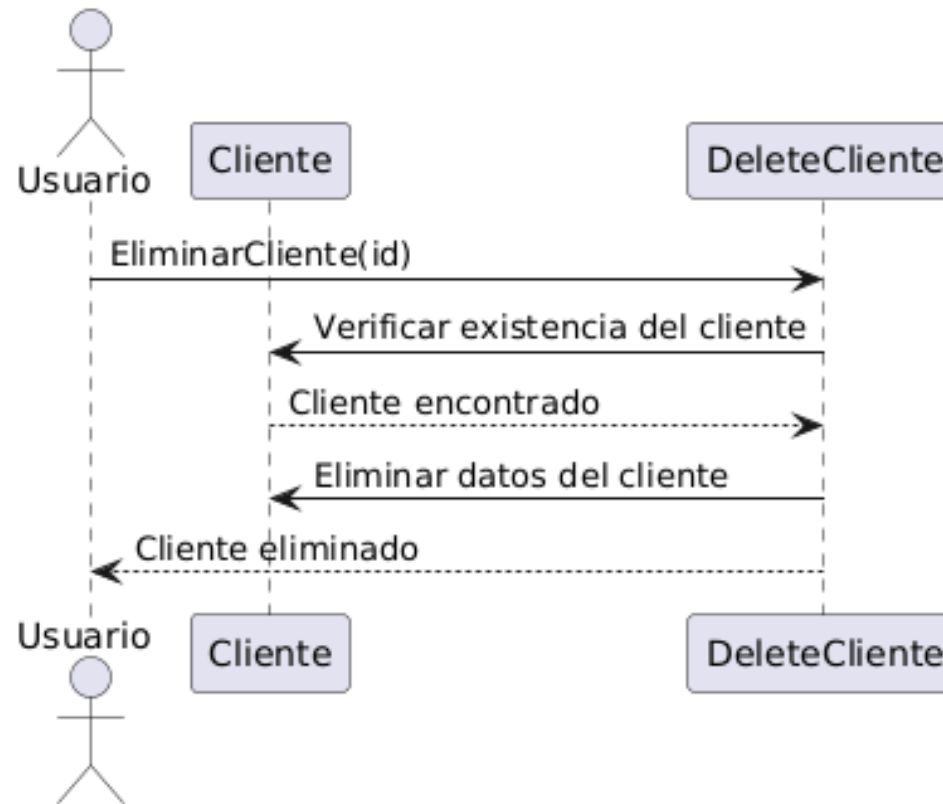 Usuario
Cliente
DeleteCliente
EliminarCliente(id)
Verificar existencia del cliente
Cliente encontrado
Eliminar datos del cliente
Cliente eliminado
Usuario
Cliente
DeleteCliente